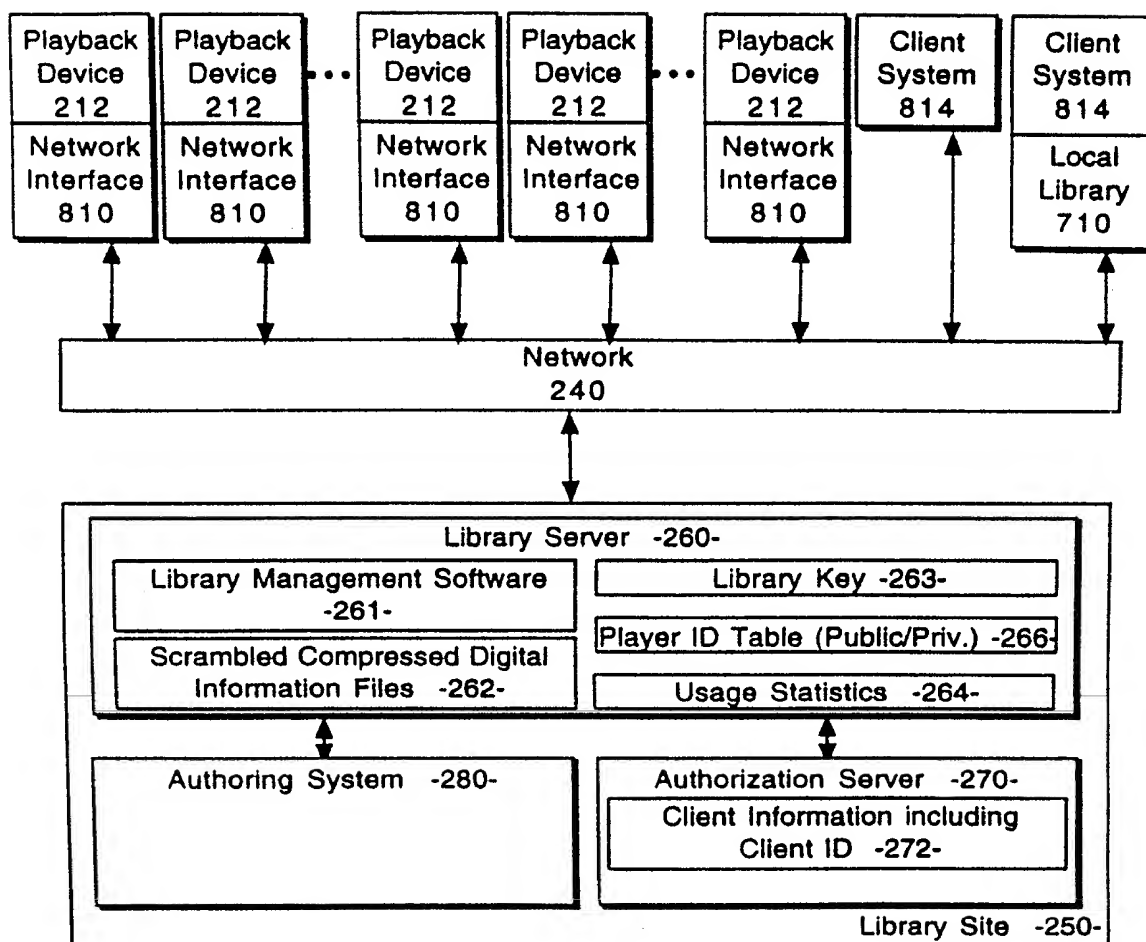 Playback
Device
212
Network
Interface
810
Playback
Device
212
Network
Interface
810
Playback
Device
212
Network
Interface
810
Playback
Device
212
Network
Interface
810
Playback
Device
212
Network
Interface
810
Client
System
814
Client
System
814
Local
Library
710
Network
240
Library Server -260-
Library Management Software
-261-
Scrambled Compressed Digital
Information Files -262-
Library Key -263-
Player ID Table (Public/Priv.) -266-
Usage Statistics -264-
Authoring System -280-
Authorization Server -270-
Client Information including
Client ID -272-
Library Site -250-